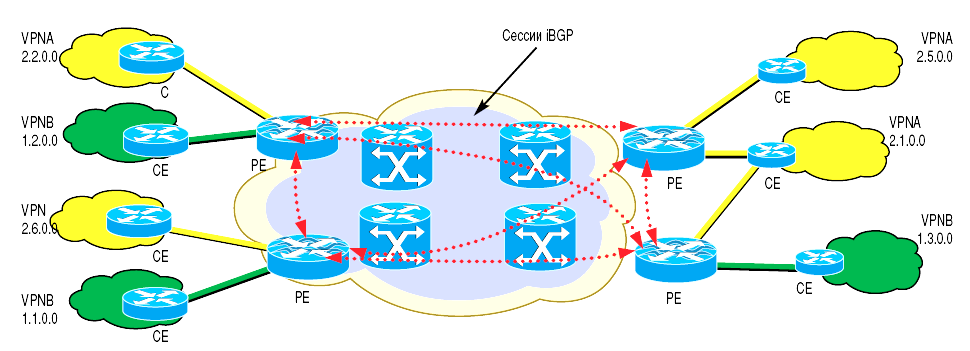 Сессии iBGP
VPNA
2.2.0.0
C
VPNB
1.2.0.0
CE
PE
VPN
2.6.0.0
CE
VPNB
1.1.0.0
CE
PE
VPNA
2.5.0.0
CE
VPNA
2.1.0.0
CE
PE
VPNB
1.3.0.0
CE
PE